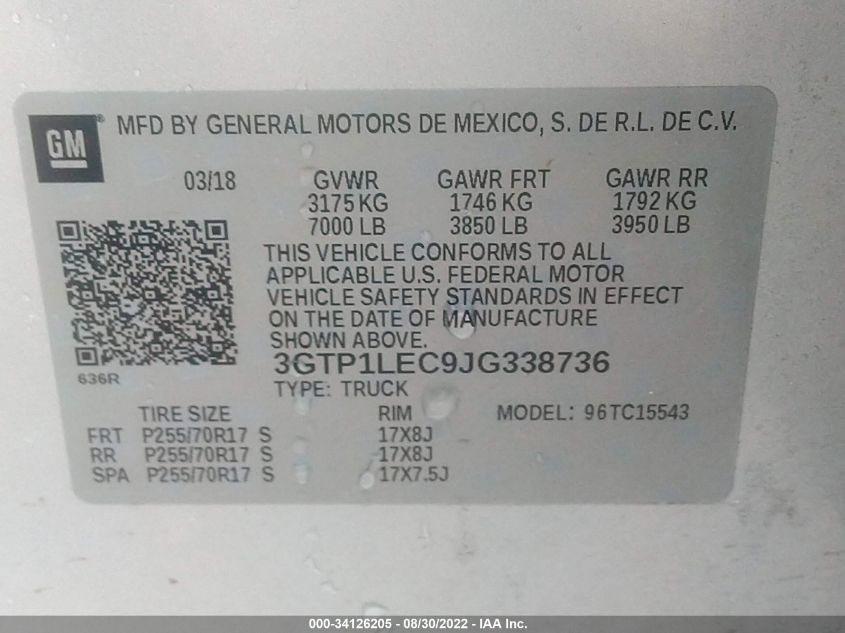 GM ® MFD BY GENERAL MOTORS DE MEXICO, S. DE R.L. DE C.V.
03/18 GVWR GAWR FRT GAWR RR
3175 KG 1746 KG 1792 KG
7000 LB 3850 LB 3950 LB
THIS VEHICLE CONFORMS TO ALL
APPLICABLE U.S. FEDERAL MOTOR
VEHICLE SAFETY STANDARDS IN EFFECT
ON THE DATE OF MANUFACTURE
SHOWN ABOVE.
3GTP1LEC9JG338736
636R
TYPE: TRUCK
TIRE SIZE RIM MODEL: 96TC15543
FRT P255/70R17 S 17X8J
RR P255/70R17 S 17X8J
SPA P255/70R17 S 17X7.5J
000-34126205 - 08/30/2022 - IAA Inc.